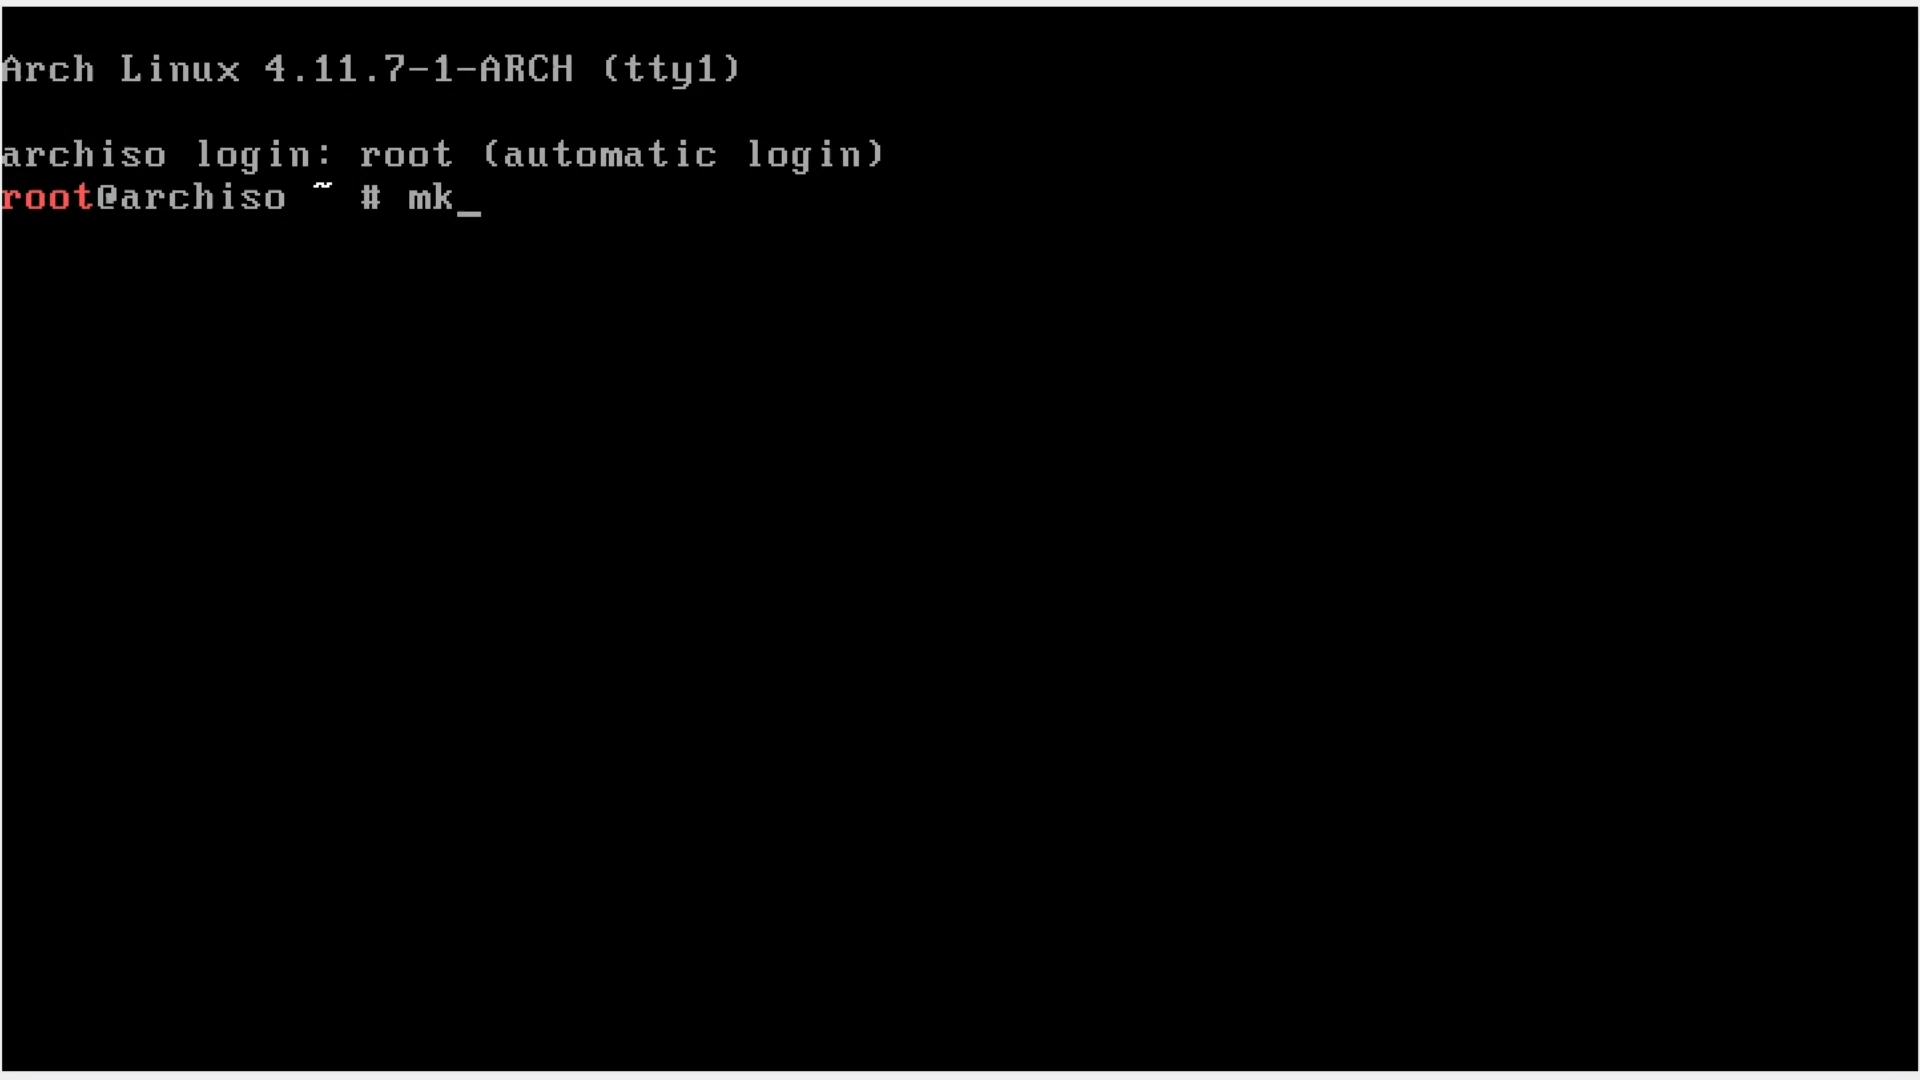 Arch Linux 4.11.7-1-ARCH (tty1)
archiso login: root (automatic login)
root@archiso ~ # mk_